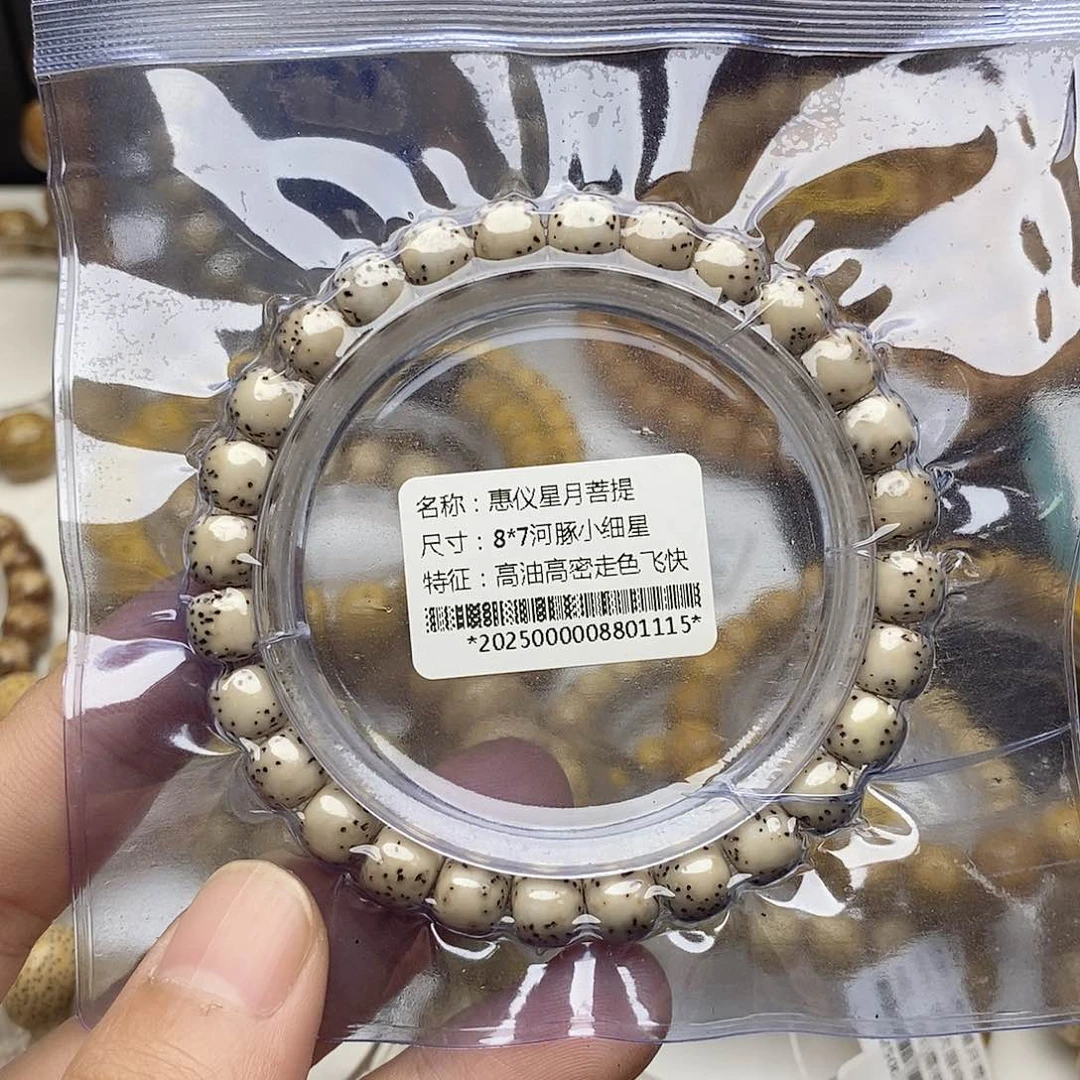 名称：惠仪星月菩提
尺寸：8*7河豚小细星
特征：高油高密走色飞快
*2025000008801115*